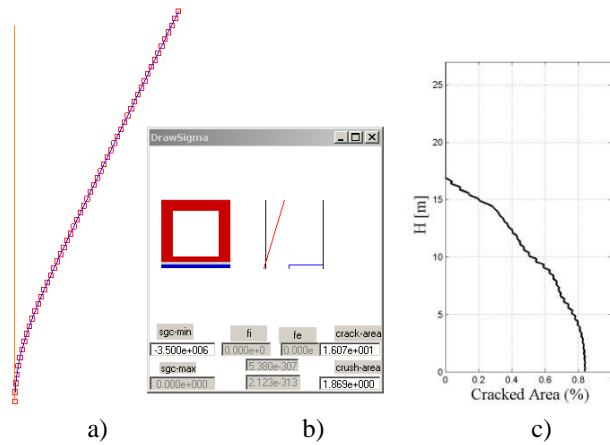 DrawSigma
sgc-min
fi
fe
crack-area
-3.500e+006
0.000e+0
0.000e
1.607e+001
sgc-max
5.380e-307
crush-area
0.000e+000
2.123e-313
1.869e+000
25
20
15
10
5
0
H [m]
0 0.2 0.4 0.6 0.8
Cracked Area (%)
a) b) c)